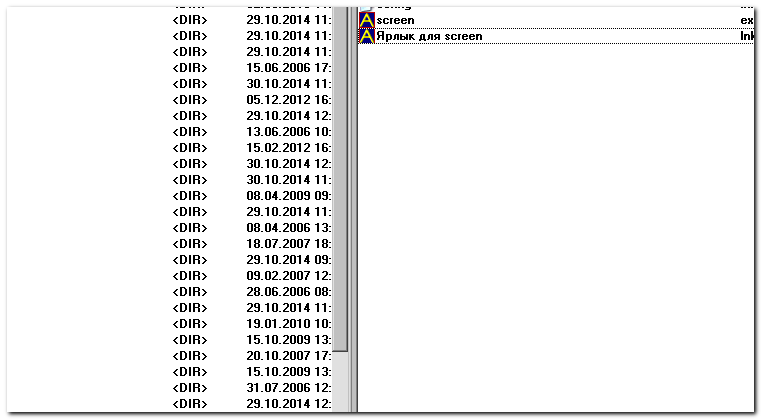 <DIR> 29.10.2014 11:
<DIR> 29.10.2014 11:
<DIR> 29.10.2014 11:
<DIR> 15.06.2006 17:
<DIR> 30.10.2014 11:
<DIR> 05.12.2012 16:
<DIR> 29.10.2014 12:
<DIR> 13.06.2006 10:
<DIR> 15.02.2012 16:
<DIR> 30.10.2014 12:
<DIR> 30.10.2014 11:
<DIR> 08.04.2009 09:
<DIR> 29.10.2014 11:
<DIR> 08.04.2006 13:
<DIR> 18.07.2007 18:
<DIR> 29.10.2014 09:
<DIR> 09.02.2007 12:
<DIR> 28.06.2006 08:
<DIR> 29.10.2014 11:
<DIR> 19.01.2010 10:
<DIR> 15.10.2009 13:
<DIR> 20.10.2007 17:
<DIR> 15.10.2009 13:
<DIR> 31.07.2006 12:
<DIR> 29.10.2014 12:
screen ex
Ярлык для screen lnk